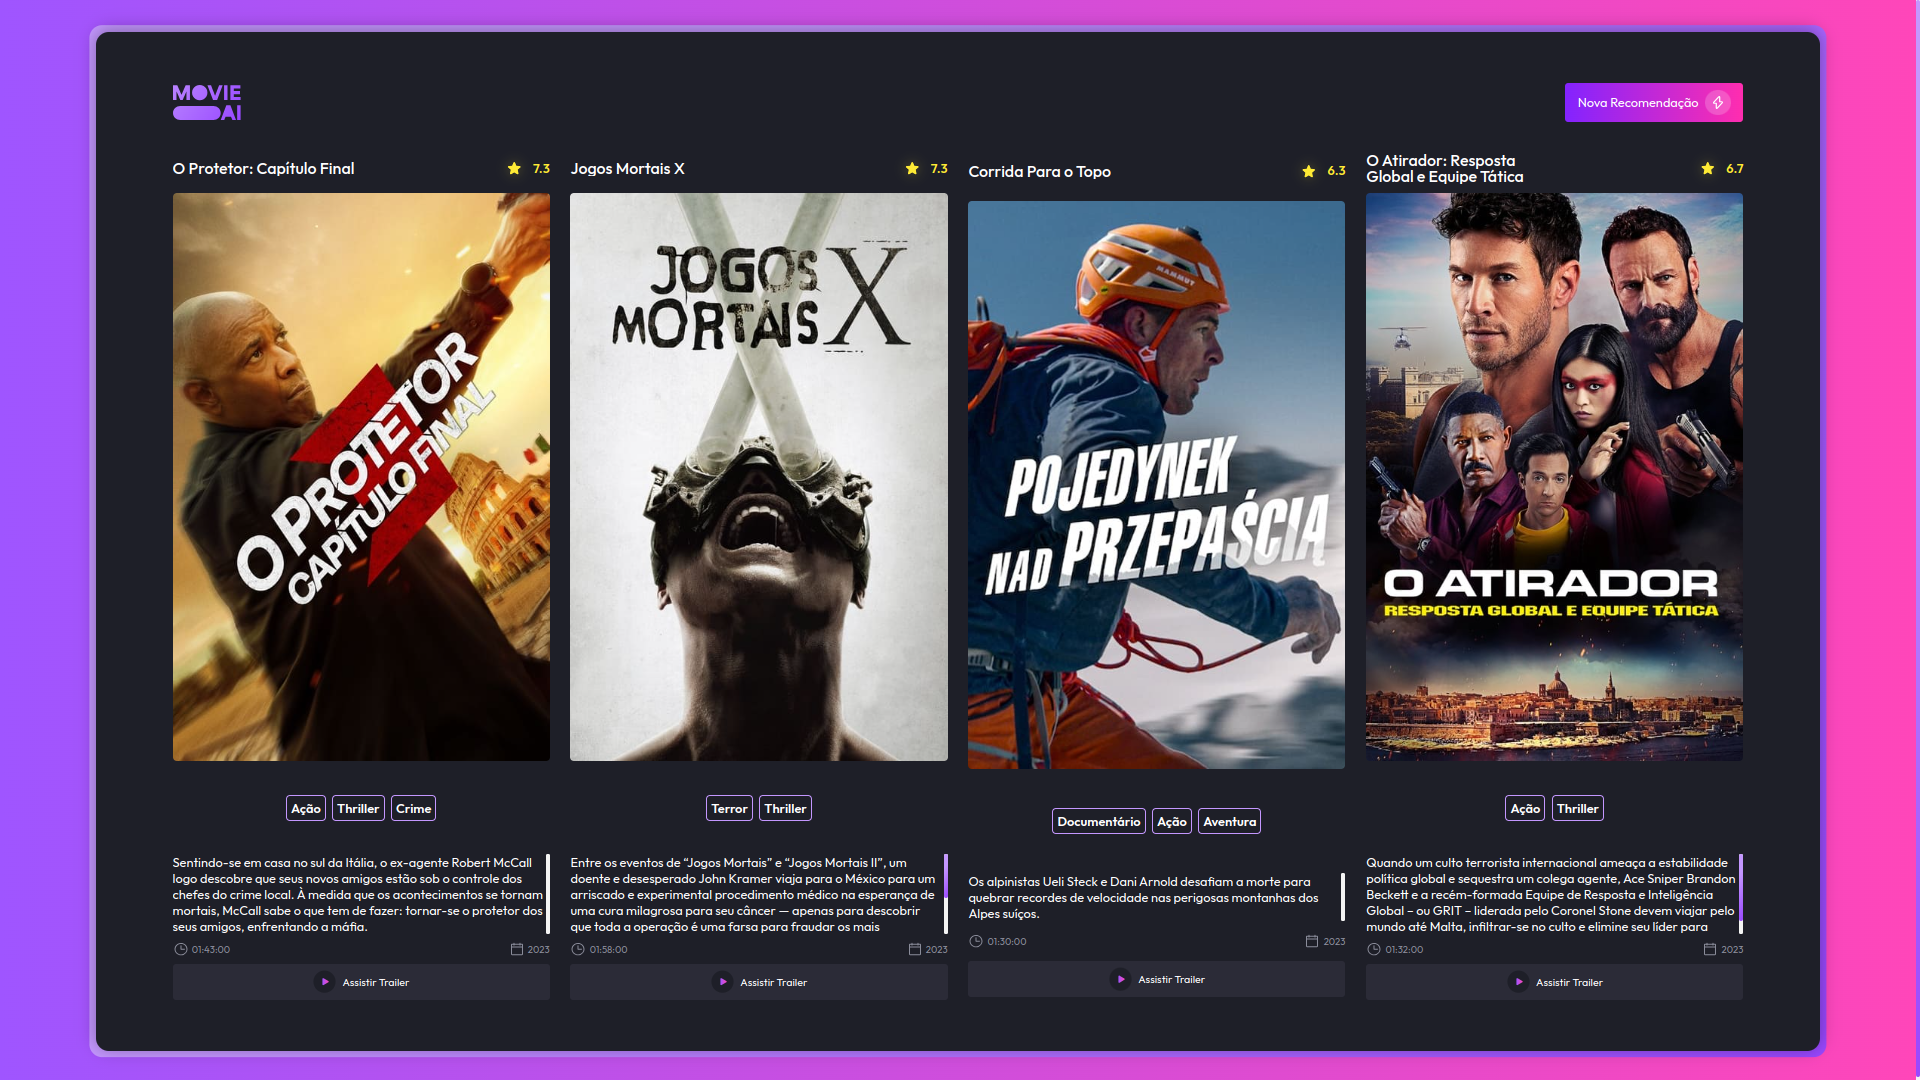 MOVIE
AI
Nova Recomendação
O Protetor: Capítulo Final
7.3
O PROTETOR
CAPÍTULO FINAL
Ação
Thriller
Crime
Sentindo-se em casa no sul da Itália, o ex-agente Robert McCall
logo descobre que seus novos amigos estão sob o controle dos
chefes do crime local. À medida que os acontecimentos se tornam
mortais, McCall sabe o que tem de fazer: tornar-se o protetor dos
seus amigos, enfrentando a máfia.
01:43:00
2023
Assistir Trailer
Jogos Mortais X
7.3
JOGOS
MORTAIS X
Terror
Thriller
Entre os eventos de “Jogos Mortais” e “Jogos Mortais II”, um
doente e desesperado John Kramer viaja para o México para um
arriscado e experimental procedimento médico na esperança de
uma cura milagrosa para seu câncer — apenas para descobrir
que toda a operação é uma farsa para fraudar os mais
01:58:00
2023
Assistir Trailer
Corrida Para o Topo
6.3
MAMMUT
POJEDYNEK
NAD PRZEPAŚCIĄ
Documentário
Ação
Aventura
Os alpinistas Ueli Steck e Dani Arnold desafiam a morte para
quebrar recordes de velocidade nas perigosas montanhas dos
Alpes suíços.
01:30:00
2023
Assistir Trailer
O Atirador: Resposta
Global e Equipe Tática
6.7
O ATIRADOR
RESPOSTA GLOBAL E EQUIPE TÁTICA
Ação
Thriller
Quando um culto terrorista internacional ameaça a estabilidade
política global e sequestra um colega agente, Ace Sniper Brandon
Beckett e a recém-formada Equipe de Resposta e Inteligência
Global – ou GRIT – liderada pelo Coronel Stone devem viajar pelo
mundo até Malta, infiltrar-se no culto e elimine seu líder para
01:32:00
2023
Assistir Trailer